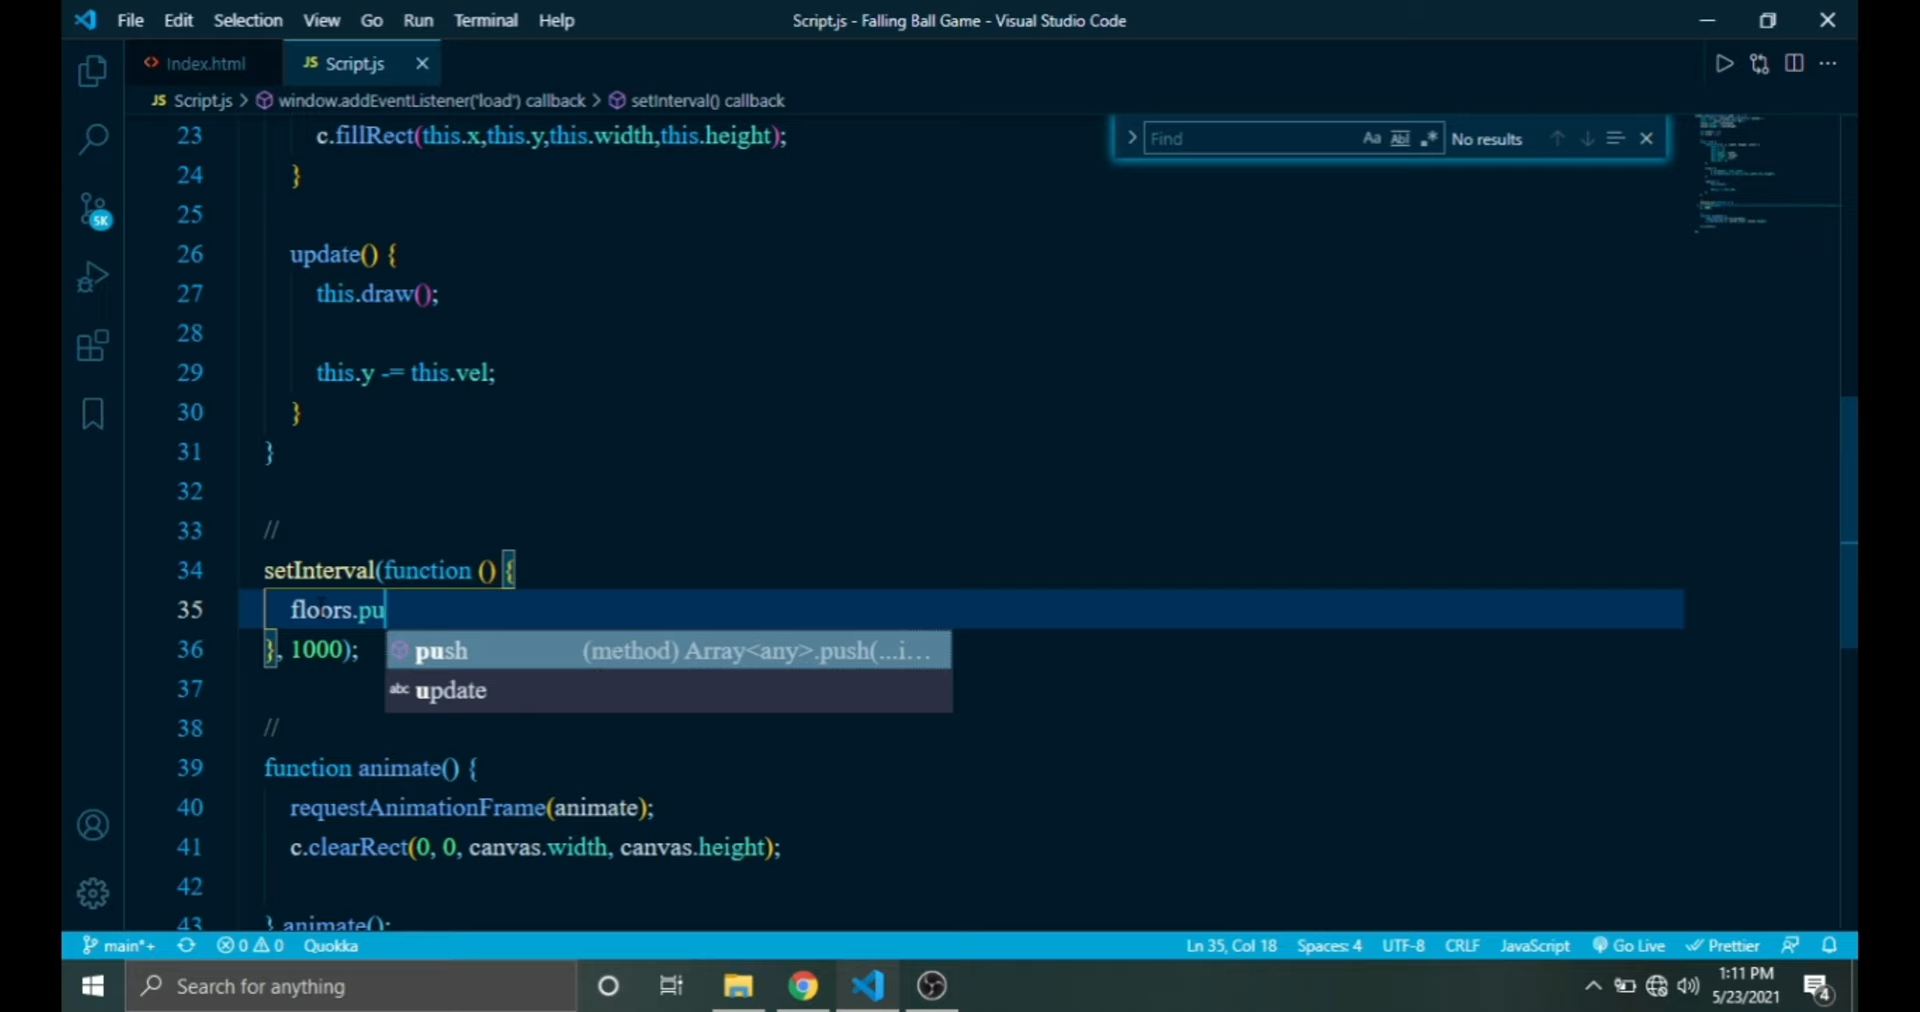 File Edit Selection View Go Run Terminal Help Script.js - Falling Ball Game - Visual Studio Code
<> Index.html JS Script.js
JS Script.js > window.addEventListener('load') callback > setInterval() callback
Find Aa Abl .* No results
23 c.fillRect(this.x,this.y,this.width,this.height);
24 }
25
26 update() {
27 this.draw();
28
29 this.y -= this.vel;
30 }
31 }
32
33 //
34 setInterval(function () {
35 floors.pu
36 }, 1000);
push (method) Array<any>.push(...i...
37
abc update
38 //
39 function animate() {
40 requestAnimationFrame(animate);
41 c.clearRect(0, 0, canvas.width, canvas.height);
42
43 } animate();
5K
main*+ 0 0 Quokka Ln 35, Col 18 Spaces: 4 UTF-8 CRLF JavaScript Go Live Prettier
Search for anything
1:11 PM
5/23/2021
4